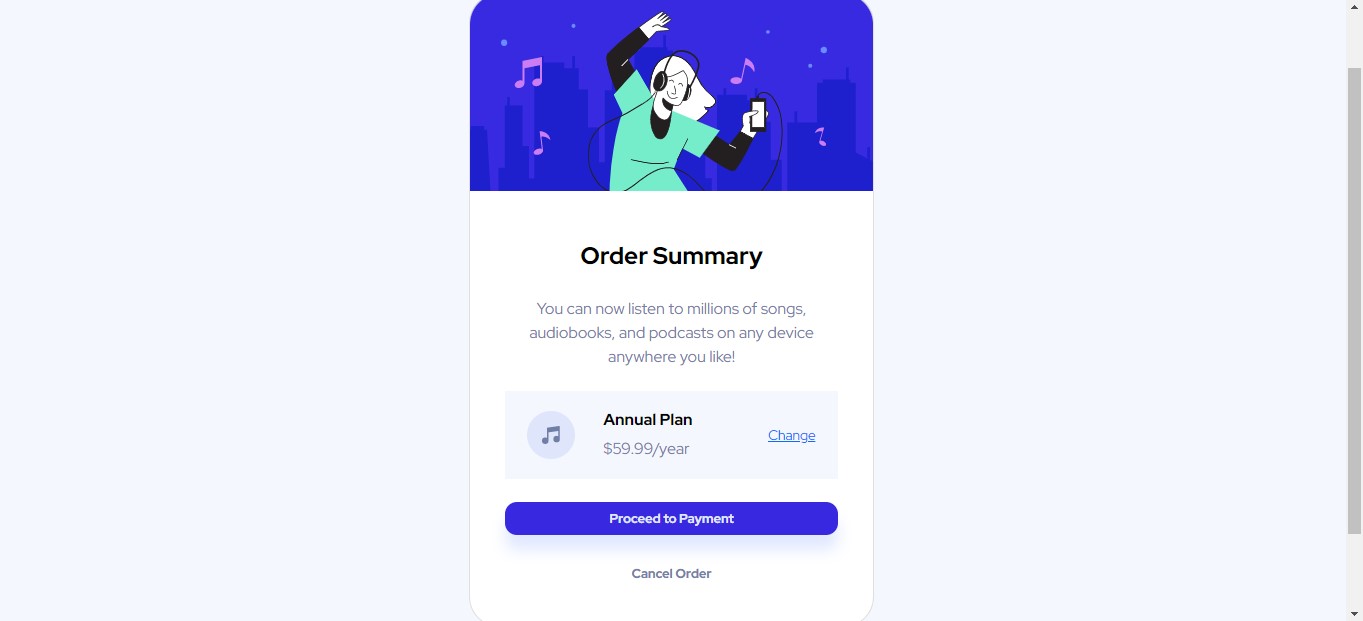 Order Summary
You can now listen to millions of songs,
audiobooks, and podcasts on any device
anywhere you like!
Annual Plan
$59.99/year
Change
Proceed to Payment
Cancel Order